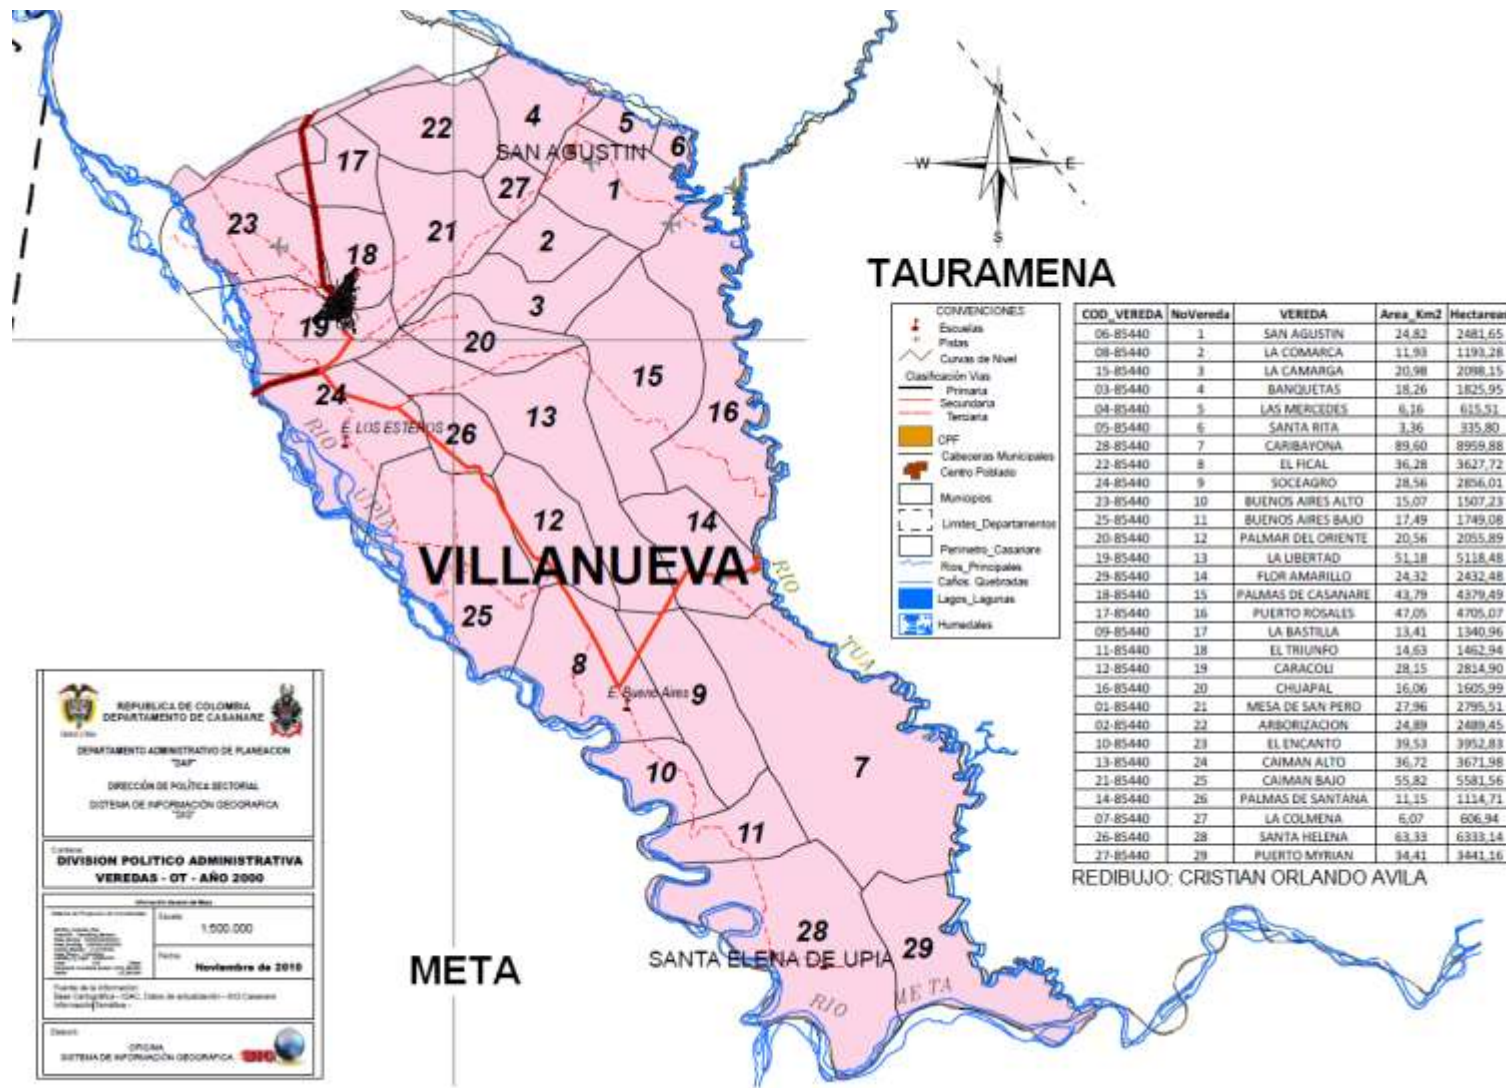 22
4
5
6
SAN AGUSTIN
17
27
1
23
21
2
18
3
19
20
15
16
24
13
E. LOS ESTEROS
26
RIO
UPIA
12
14
VILLANUEVA
RIO
TUA
25
8
E. Bueno Aires
9
7
10
11
28
29
SANTA ELENA DE UPIA
RIO
META
META
N
W
E
S
TAURAMENA
CONVENCIONES
Escuelas
Pistas
Curvas de Nivel
Clasificación Vias
Primaria
Secundaria
Terciaria
CPF
Cabeceras Municipales
Centro Poblado
Municipios
Limites_Departamentos
Perimetro_Casanare
Rios_Principales
Caños_Quebradas
Lagos_Lagunas
Humedales
COD_VEREDA NoVereda VEREDA Area_Km2 Hectareas
06-85440 1 SAN AGUSTIN 24,82 2481,65
08-85440 2 LA COMARCA 11,93 1193,28
15-85440 3 LA CAMARGA 20,98 2098,15
03-85440 4 BANQUETAS 18,26 1825,95
04-85440 5 LAS MERCEDES 6,16 615,51
05-85440 6 SANTA RITA 3,36 335,80
28-85440 7 CARIBAYONA 89,60 8959,88
22-85440 8 EL FICAL 36,28 3627,72
24-85440 9 SOCEAGRO 28,56 2856,01
23-85440 10 BUENOS AIRES ALTO 15,07 1507,23
25-85440 11 BUENOS AIRES BAJO 17,49 1749,08
20-85440 12 PALMAR DEL ORIENTE 20,56 2055,89
19-85440 13 LA LIBERTAD 51,18 5118,48
29-85440 14 FLOR AMARILLO 24,32 2432,48
18-85440 15 PALMAS DE CASANARE 43,79 4379,49
17-85440 16 PUERTO ROSALES 47,05 4705,07
09-85440 17 LA BASTILLA 13,41 1340,96
11-85440 18 EL TRIUNFO 14,63 1462,94
12-85440 19 CARACOLI 28,15 2814,90
16-85440 20 CHUAPAL 16,06 1605,99
01-85440 21 MESA DE SAN PERO 27,96 2795,51
02-85440 22 ARBORIZACION 24,89 2489,45
10-85440 23 EL ENCANTO 39,53 3952,83
13-85440 24 CAIMAN ALTO 36,72 3671,98
21-85440 25 CAIMAN BAJO 55,82 5581,56
14-85440 26 PALMAS DE SANTANA 11,15 1114,71
07-85440 27 LA COLMENA 6,07 606,94
26-85440 28 SANTA HELENA 63,33 6333,14
27-85440 29 PUERTO MYRIAN 34,41 3441,16
REDIBUJO: CRISTIAN ORLANDO AVILA
REPUBLICA DE COLOMBIA
DEPARTAMENTO DE CASANARE
DEPARTAMENTO ADMINISTRATIVO DE PLANEACION
"DAP"
DIRECCIÓN DE POLÍTICA SECTORIAL
SISTEMA DE INFORMACIÓN GEOGRAFICA
"SIG"
Contiene:
DIVISION POLITICO ADMINISTRATIVA
VEREDAS - OT - AÑO 2000
Escala:
1:500.000
Fecha:
Noviembre de 2010
Fuente de la información:
OFICINA
SISTEMA DE INFORMACIÓN GEOGRAFICA
SIG